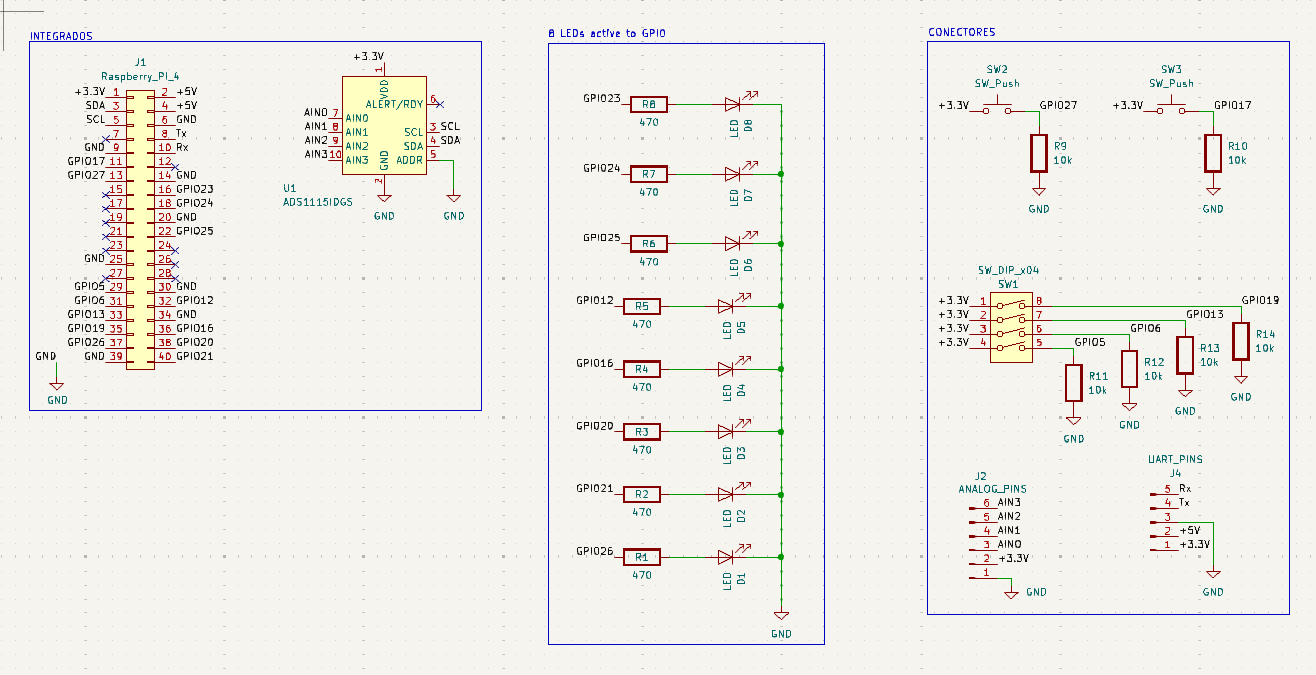 INTEGRADOS
J1
Raspberry_PI_4
+3.3V 1 2 +5V
SDA 3 4 +5V
SCL 5 6 GND
7 8 Tx
GND 9 10 Rx
GPIO17 11 12
GPIO27 13 14 GND
15 16 GPIO23
17 18 GPIO24
19 20 GND
21 22 GPIO25
23 24
GND 25 26
27 28
GPIO5 29 30 GND
GPIO6 31 32 GPIO12
GPIO13 33 34 GND
GPIO19 35 36 GPIO16
GPIO26 37 38 GPIO20
GND 39 40 GPIO21
GND
GND
+3.3V
1
VDD
ALERT/RDY 6
AIN0 7 AIN0
AIN1 8 AIN1 SCL 3 SCL
AIN2 9 AIN2 SDA 4 SDA
AIN3 10 AIN3 ADDR 5
GND
2
U1
ADS1115IDGS
GND GND
8 LEDs active to GPIO
GPIO23 R8 470 LED D8
GPIO24 R7 470 LED D7
GPIO25 R6 470 LED D6
GPIO12 R5 470 LED D5
GPIO16 R4 470 LED D4
GPIO20 R3 470 LED D3
GPIO21 R2 470 LED D2
GPIO26 R1 470 LED D1
GND
CONECTORES
SW2
SW_Push
+3.3V GPIO27
R9
10k
GND
SW3
SW_Push
+3.3V GPIO17
R10
10k
GND
SW_DIP_x04
SW1
+3.3V 1 8 GPIO19
+3.3V 2 7 GPIO13
+3.3V 3 6 GPIO6
+3.3V 4 5 GPIO5
R14
10k
R13
10k
R12
10k
R11
10k
GND
GND
GND
GND
J2
ANALOG_PINS
6 AIN3
5 AIN2
4 AIN1
3 AIN0
2 +3.3V
1
GND
UART_PINS
J4
5 Rx
4 Tx
3
2 +5V
1 +3.3V
GND